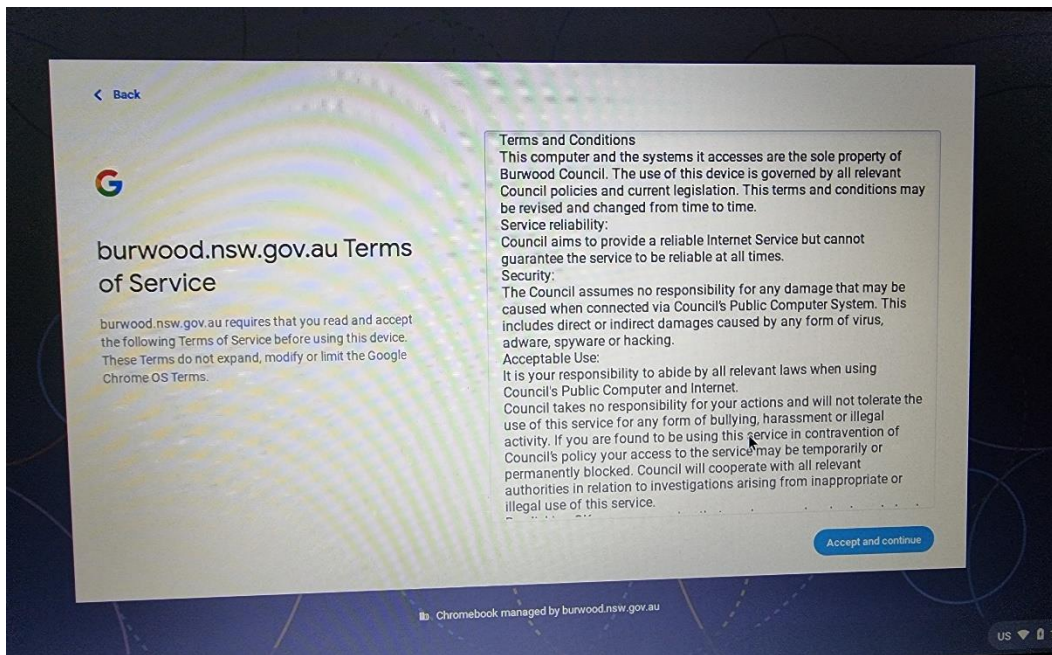 Back
burwood.nsw.gov.au Terms
of Service
burwood.nsw.gov.au requires that you read and accept
the following Terms of Service before using this device.
These Terms do not expand, modify or limit the Google
Chrome OS Terms.
Terms and Conditions
This computer and the systems it accesses are the sole property of
Burwood Council. The use of this device is governed by all relevant
Council policies and current legislation. This terms and conditions may
be revised and changed from time to time.
Service reliability:
Council aims to provide a reliable Internet Service but cannot
guarantee the service to be reliable at all times.
Security:
The Council assumes no responsibility for any damage that may be
caused when connected via Council's Public Computer System. This
includes direct or indirect damages caused by any form of virus,
adware, spyware or hacking.
Acceptable Use:
It is your responsibility to abide by all relevant laws when using
Council's Public Computer and Internet.
Council takes no responsibility for your actions and will not tolerate the
use of this service for any form of bullying, harassment or illegal
activity. If you are found to be using this service in contravention of
Council's policy your access to the service may be temporarily or
permanently blocked. Council will cooperate with all relevant
authorities in relation to investigations arising from inappropriate or
illegal use of this service.
Accept and continue
Chromebook managed by burwood.nsw.gov.au
US